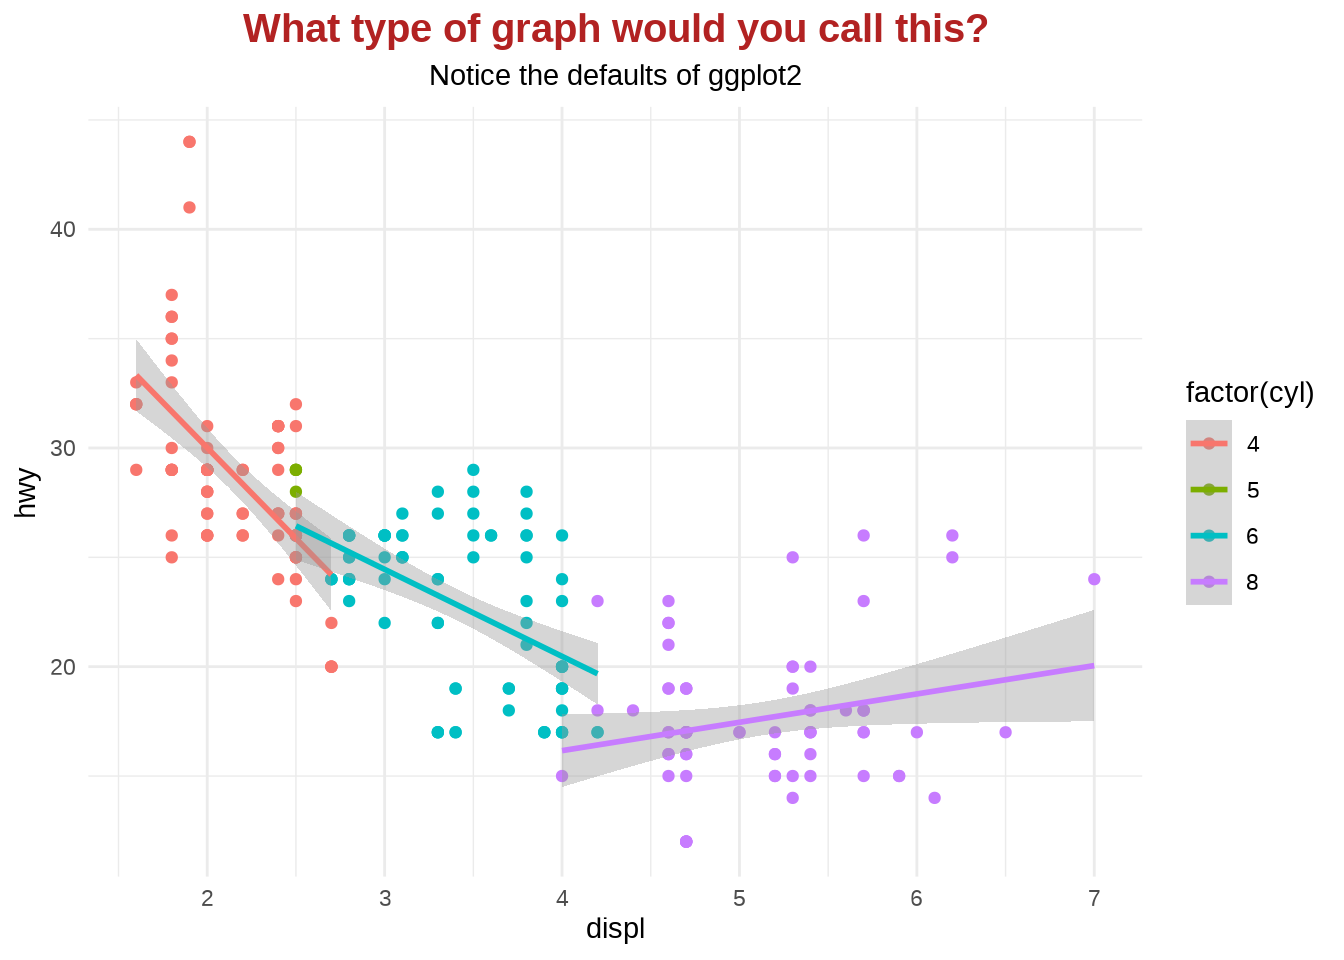 What type of graph would you call this?
Notice the defaults of ggplot2
40
30
20
hwy
2 3 4 5 6 7
displ
factor(cyl)
4
5
6
8